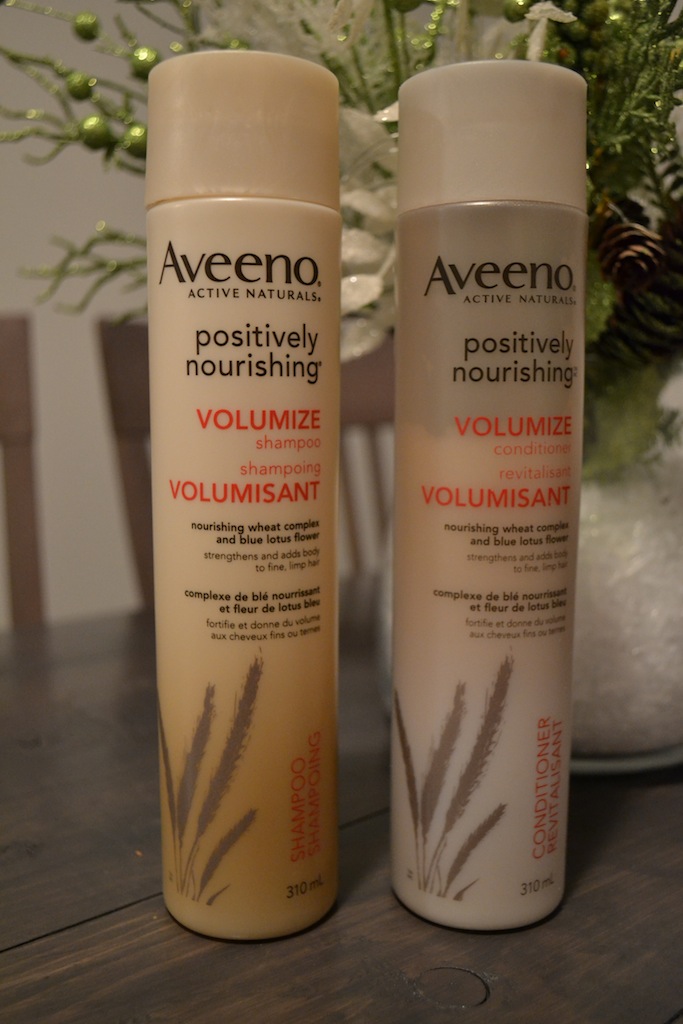 Aveeno®
ACTIVE NATURALS®
positively
nourishing®
VOLUMIZE
shampoo
shampoing
VOLUMISANT
nourishing wheat complex
and blue lotus flower
strengthens and adds body
to fine, limp hair
complexe de blé nourrissant
et fleur de lotus bleu
fortifie et donne du volume
aux cheveux fins ou ternes
SHAMPOO
SHAMPOING
310 mL
Aveeno®
ACTIVE NATURALS®
positively
nourishing
VOLUMIZE
conditioner
revitalisant
VOLUMISANT
nourishing wheat complex
and blue lotus flower
strengthens and adds body
to fine, limp hair
complexe de blé nourrissant
et fleur de lotus bleu
fortifie et donne du volume
aux cheveux fins ou ternes
CONDITIONER
REVITALISANT
310 mL